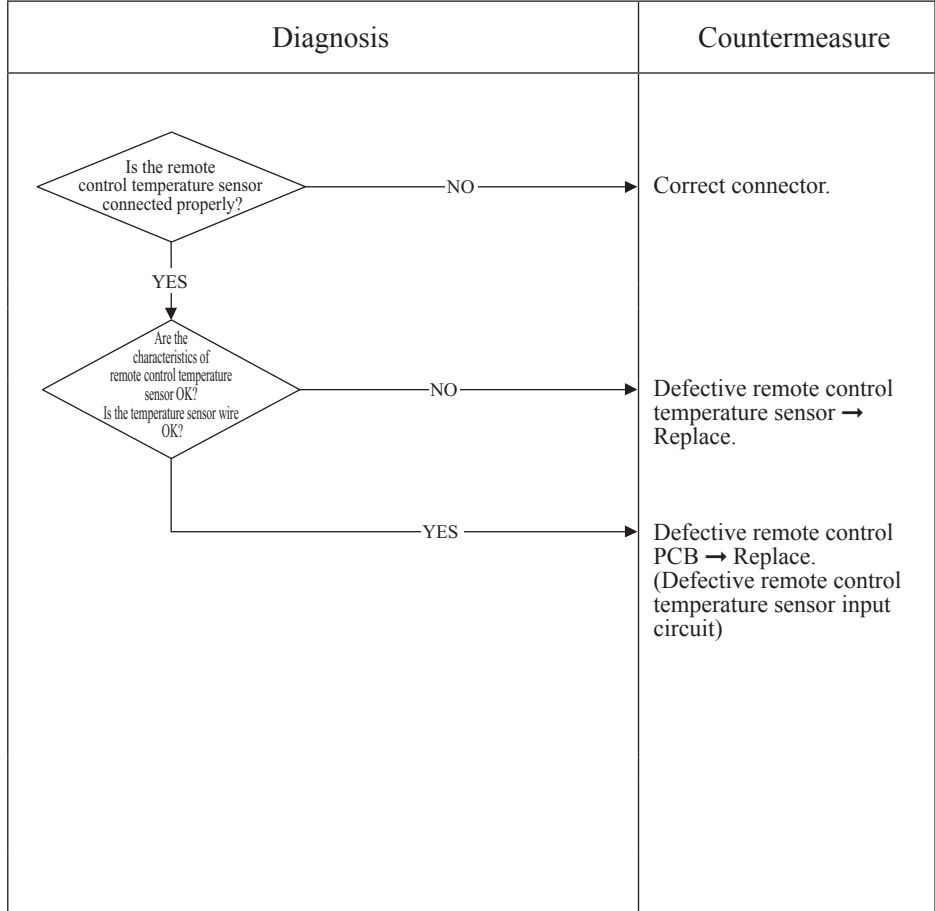 Diagnosis
Countermeasure
Is the remote
control temperature sensor
connected properly?
NO
Correct connector.
YES
Are the
characteristics of
remote control temperature
sensor OK?
Is the temperature sensor wire
OK?
NO
Defective remote control
temperature sensor ➞
Replace.
YES
Defective remote control
PCB ➞ Replace.
(Defective remote control
temperature sensor input
circuit)